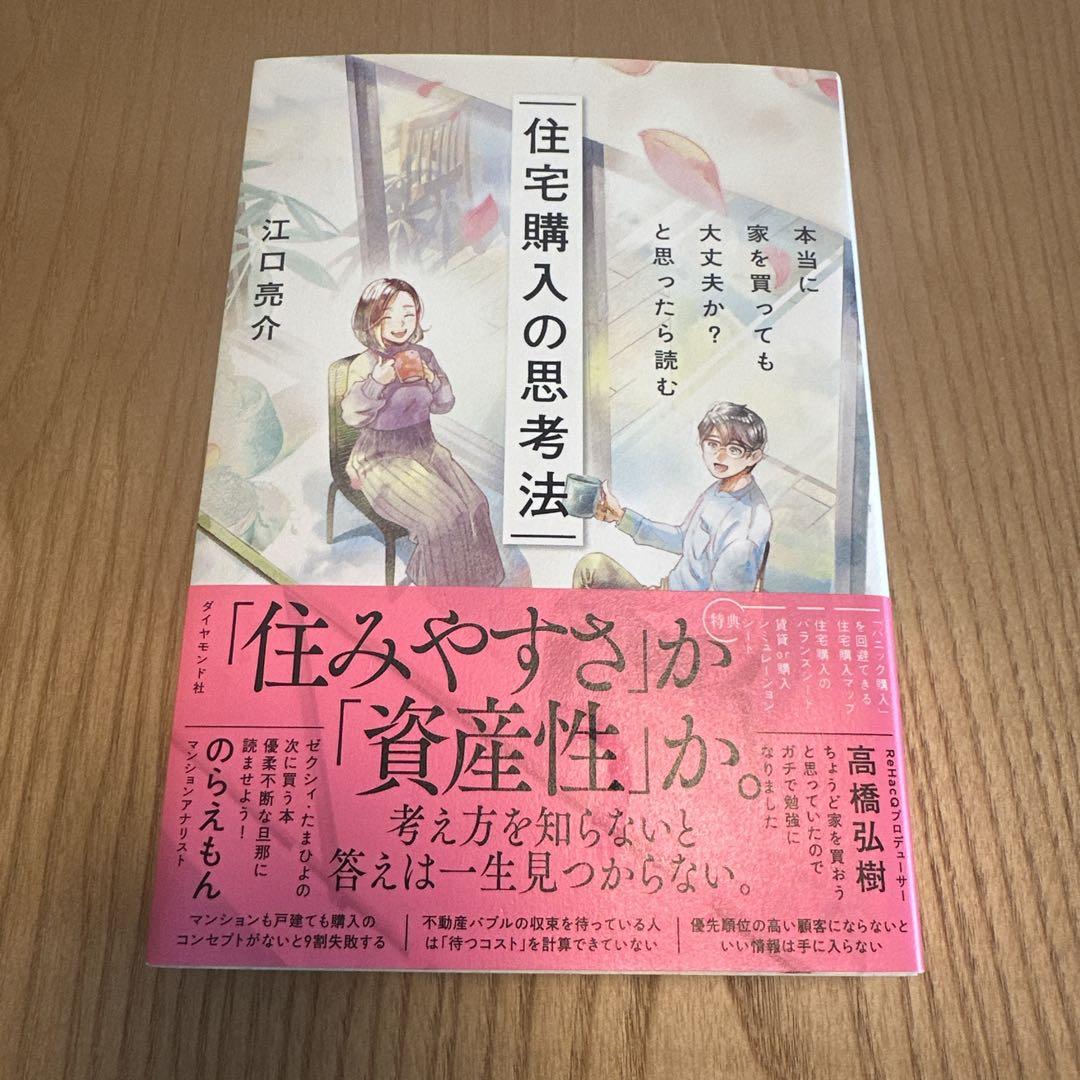 本当に
家を買っても
大丈夫か?
と思ったら読む
住宅購入の思考法
江口亮介
「住みやすさ」か
「資産性」か。
考え方を知らないと
答えは一生見つからない。
特典
「パニック購入」
を回避できる
住宅購入マップ
住宅購入の
バランスシート
賃貸or購入
シミュレーション
シート
ReHacQプロデューサー
高橋弘樹
ちょうど家を買おう
と思っていたので
ガチで勉強に
なりました
ゼクシィ・たまひよの
次に買う本
優柔不断な旦那に
読ませよう!
のらえもん
マンションアナリスト
ダイヤモンド社
マンションも戸建ても購入の
コンセプトがないと9割失敗する
不動産バブルの収束を待っている人
は「待つコスト」を計算できていない
優先順位の高い顧客にならないと
いい情報は手に入らない